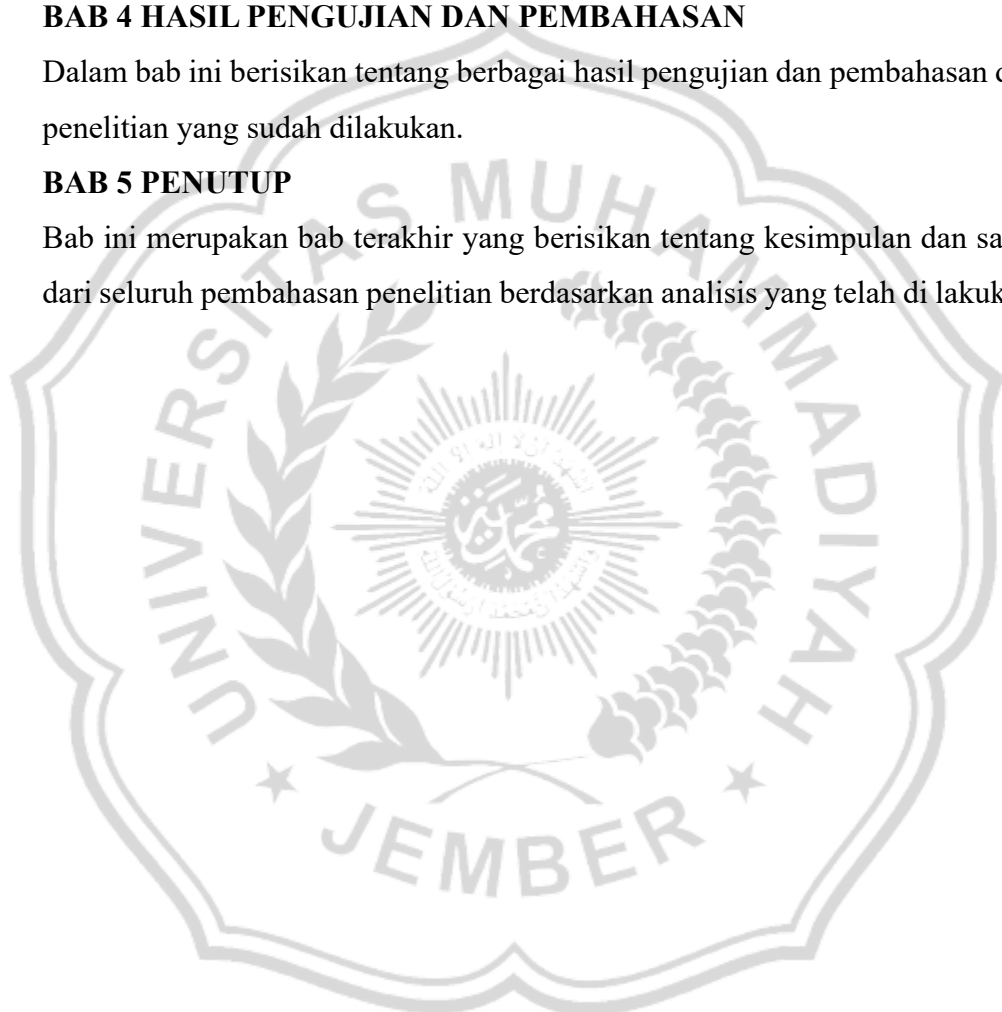 BAB 4 HASIL PENGUJIAN DAN PEMBAHASAN
Dalam bab ini berisikan tentang berbagai hasil pengujian dan pembahasan
penelitian yang sudah dilakukan.
BAB 5 PENUTUP
Bab ini merupakan bab terakhir yang berisikan tentang kesimpulan dan sa
dari seluruh pembahasan penelitian berdasarkan analisis yang telah di lakuk
UNIVERSITAS MUHAMMADIYAH
JEMBER